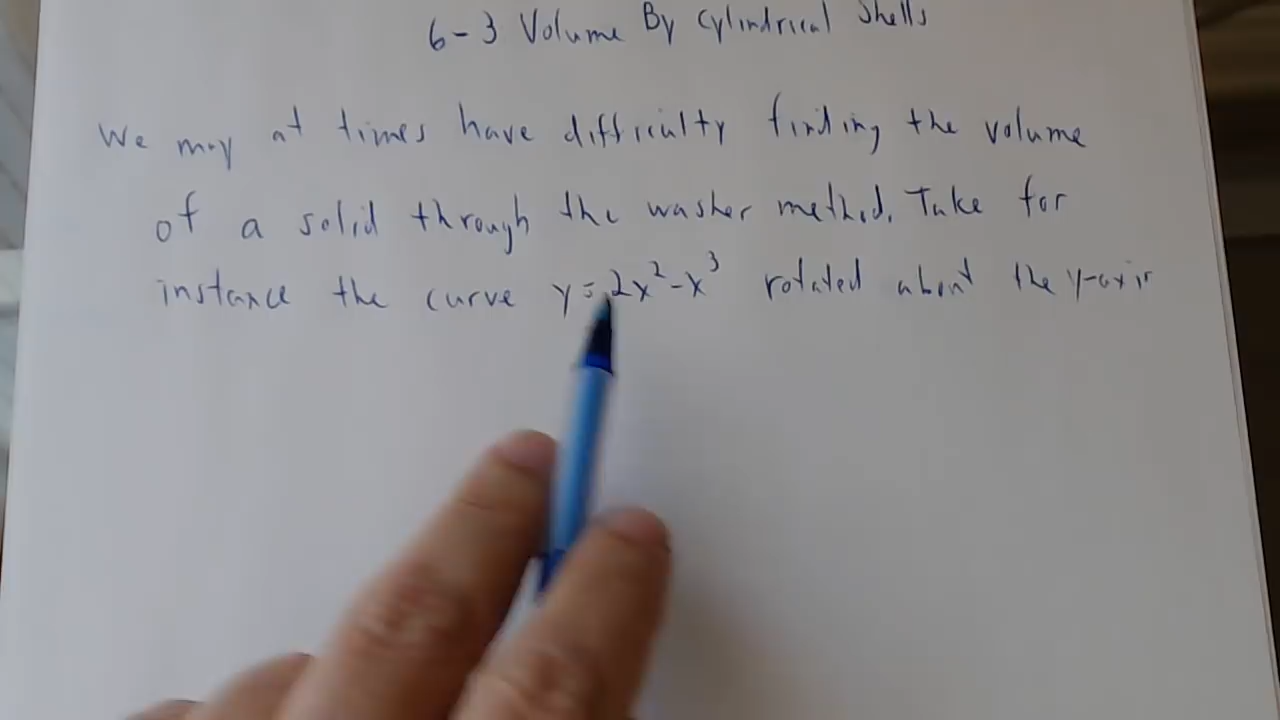 6-3 Volume By Cylindrical Shells
We may at times have difficulty finding the volume
of a solid through the washer method. Take for
instance the curve y = 2x² - x³ rotated about the y-axis